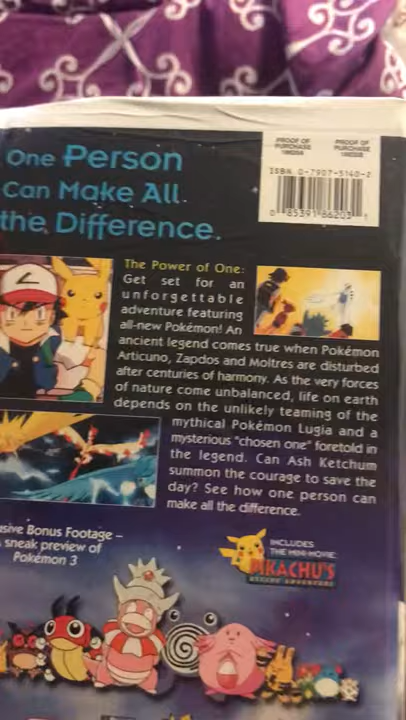 One Person
Can Make All
the Difference.
PROOF OF
PURCHASE
PROOF OF
PURCHASE
ISBN 0-7907-5140-2
0 85391 86203 1
The Power of One:
Get set for an
unforgettable
adventure featuring
all-new Pokémon! An
ancient legend comes true when Pokémon
Articuno, Zapdos and Moltres are disturbed
after centuries of harmony. As the very forces
of nature come unbalanced, life on earth
depends on the unlikely teaming of the
mythical Pokémon Lugia and a
mysterious "chosen one" foretold in
the legend. Can Ash Ketchum
summon the courage to save the
day? See how one person can
make all the difference.
sive Bonus Footage –
sneak preview of
Pokémon 3
INCLUDES
THE MINI-MOVIE:
PIKACHU'S
RESCUE ADVENTURE